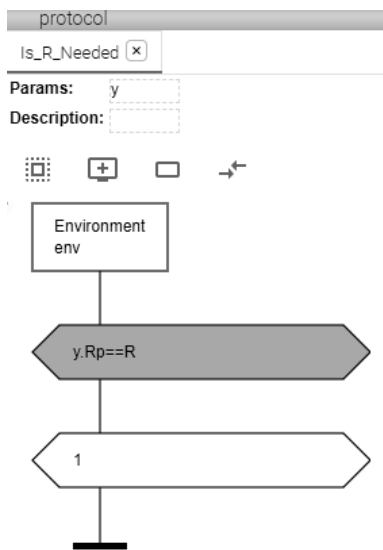 protocol
Is_R_Needed
Params: y
Description:
Environment
env
y.Rp==R
1